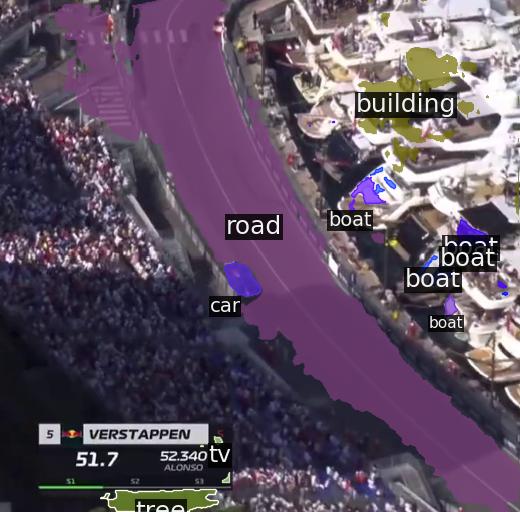 building
boat
road
boat
boat
boat
car
boat
5 VERSTAPPEN
51.7 52.340 tv
ALONSO
S1 S2 S3
tree